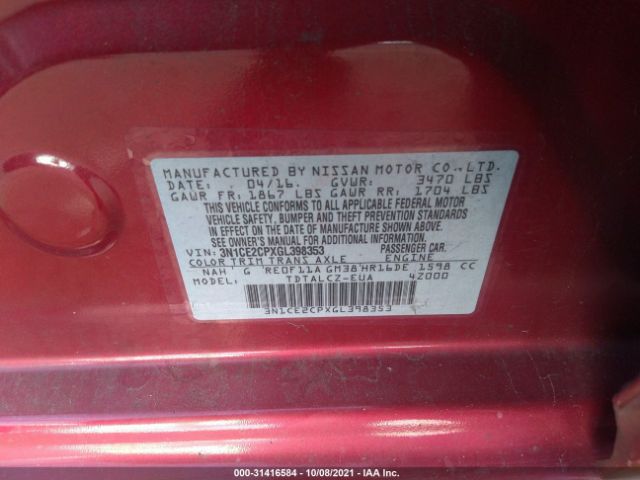 MANUFACTURED BY NISSAN MOTOR CO.,LTD.
DATE: 04/16. GVWR: 3470 LBS
GAWR FR: 1867 LBS GAWR RR: 1704 LBS
THIS VEHICLE CONFORMS TO ALL APPLICABLE FEDERAL MOTOR
VEHICLE SAFETY, BUMPER AND THEFT PREVENTION STANDARDS
IN EFFECT ON THE DATE OF MANUFACTURE SHOWN ABOVE.
SEE OWNER'S MANUAL FOR ADDITIONAL INFORMATION.
VIN: 3N1CE2CPXGL398353 PASSENGER CAR
COLOR TRIM TRANS AXLE ENGINE
NAH G RE0F11A GM38 HR16DE 1598 CC
MODEL: TDTALCZ-EUA 4Z000
3N1CE2CPXGL398353
000-31416584 - 10/08/2021 - IAA Inc.